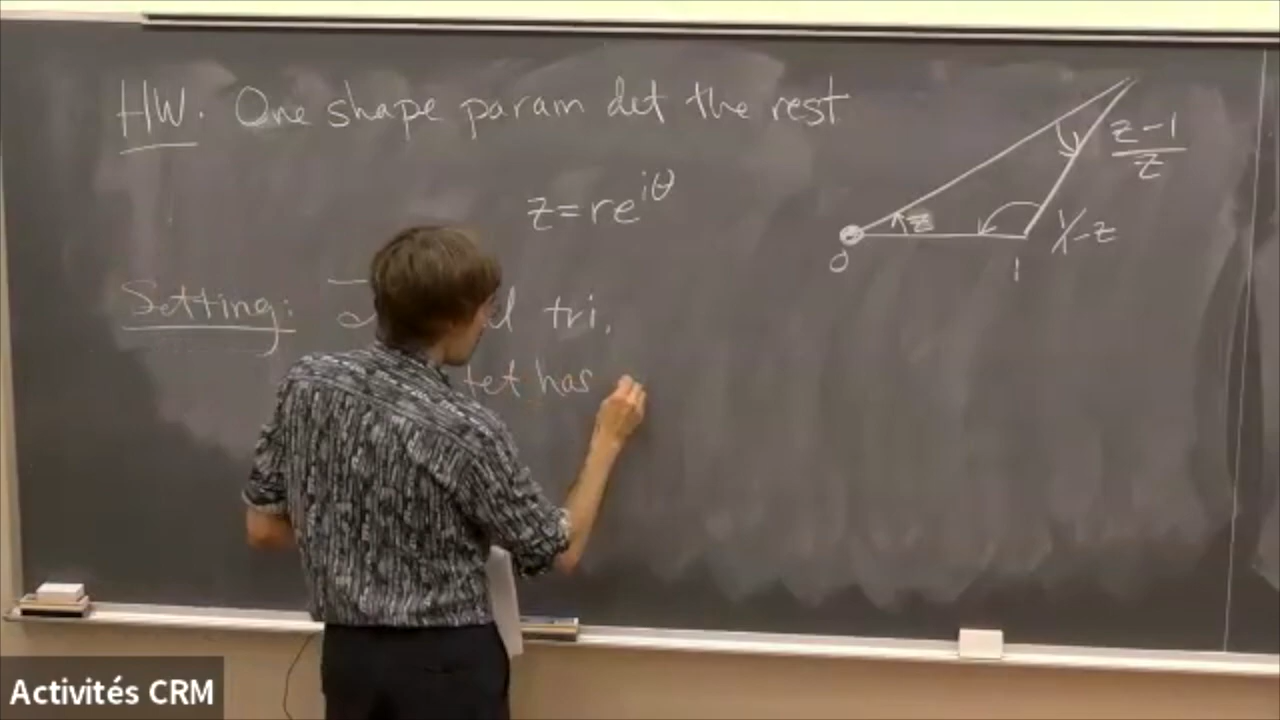 HW. One shape param det the rest
z = re^{iθ}
z-1/z
z
1/1-z
0
1
Setting: tri.
tet has
Activités CRM